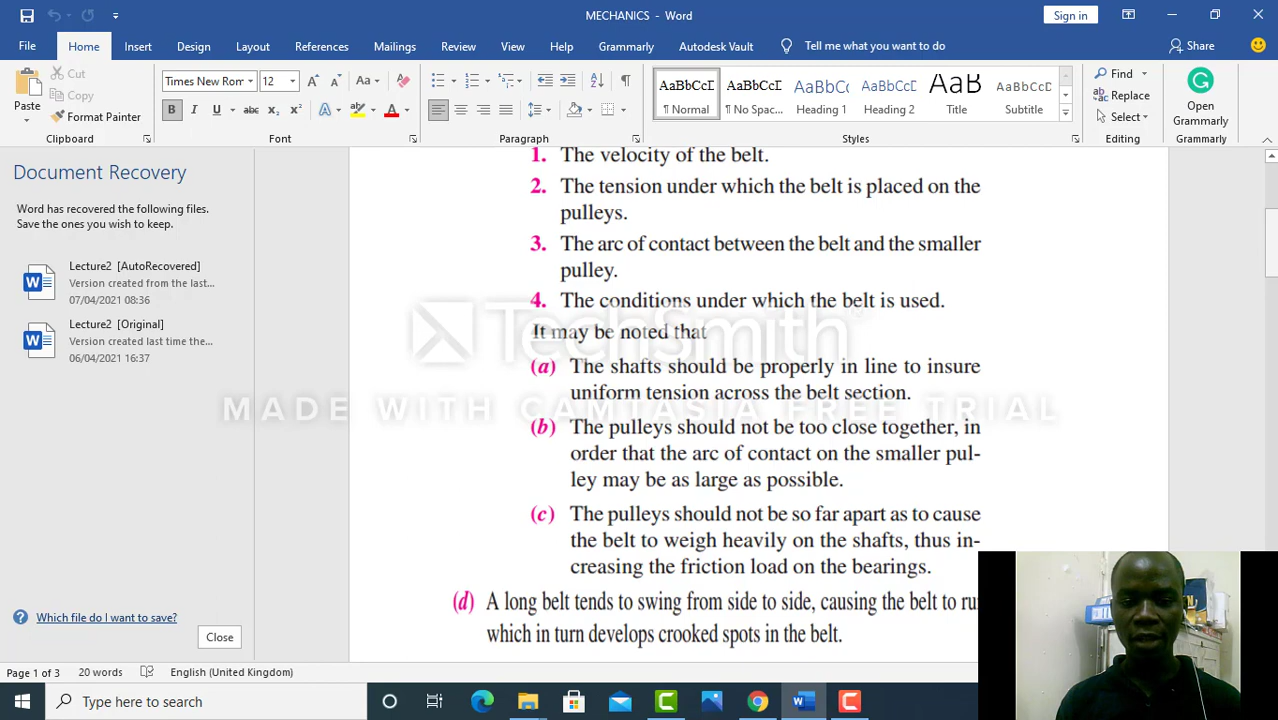 MECHANICS - Word
Sign in
File Home Insert Design Layout References Mailings Review View Help Grammarly Autodesk Vault Tell me what you want to do Share
Paste
Cut
Copy
Format Painter
Clipboard
Times New Rom 12
Font
Paragraph
AaBbCcD AaBbCcD AaBbCc AaBbCcD AaB AaBbCcD
¶ Normal ¶ No Spac... Heading 1 Heading 2 Title Subtitle
Styles
Find
Replace
Select
Editing
Open
Grammarly
Grammarly
Document Recovery
Word has recovered the following files.
Save the ones you wish to keep.
Lecture2 [AutoRecovered]
Version created from the last...
07/04/2021 08:36
Lecture2 [Original]
Version created last time the...
06/04/2021 16:37
Which file do I want to save?
Close
1. The velocity of the belt.
2. The tension under which the belt is placed on the
pulleys.
3. The arc of contact between the belt and the smaller
pulley.
4. The conditions under which the belt is used.
It may be noted that
(a) The shafts should be properly in line to insure
uniform tension across the belt section.
(b) The pulleys should not be too close together, in
order that the arc of contact on the smaller pul-
ley may be as large as possible.
(c) The pulleys should not be so far apart as to cause
the belt to weigh heavily on the shafts, thus in-
creasing the friction load on the bearings.
(d) A long belt tends to swing from side to side, causing the belt to ru
which in turn develops crooked spots in the belt.
TechSmith®
MADE WITH CAMTASIA FREE TRIAL
Page 1 of 3 20 words English (United Kingdom)
Type here to search